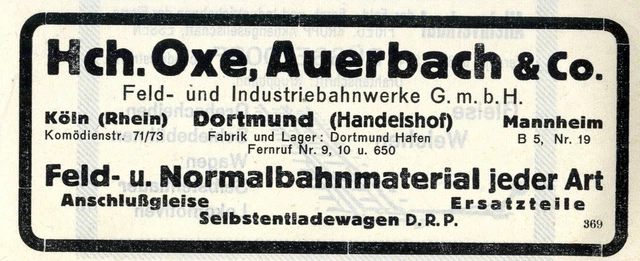 Hch. Oxe, Auerbach & Co.
Feld- und Industriebahnwerke G. m. b. H.
Köln (Rhein) Dortmund (Handelshof) Mannheim
Komödienstr. 71/73 Fabrik und Lager: Dortmund Hafen B 5, Nr. 19
Fernruf Nr. 9, 10 u. 650
Feld- u. Normalbahnmaterial jeder Art
Anschlußgleise Ersatzteile
Selbstentladewagen D. R. P.
369